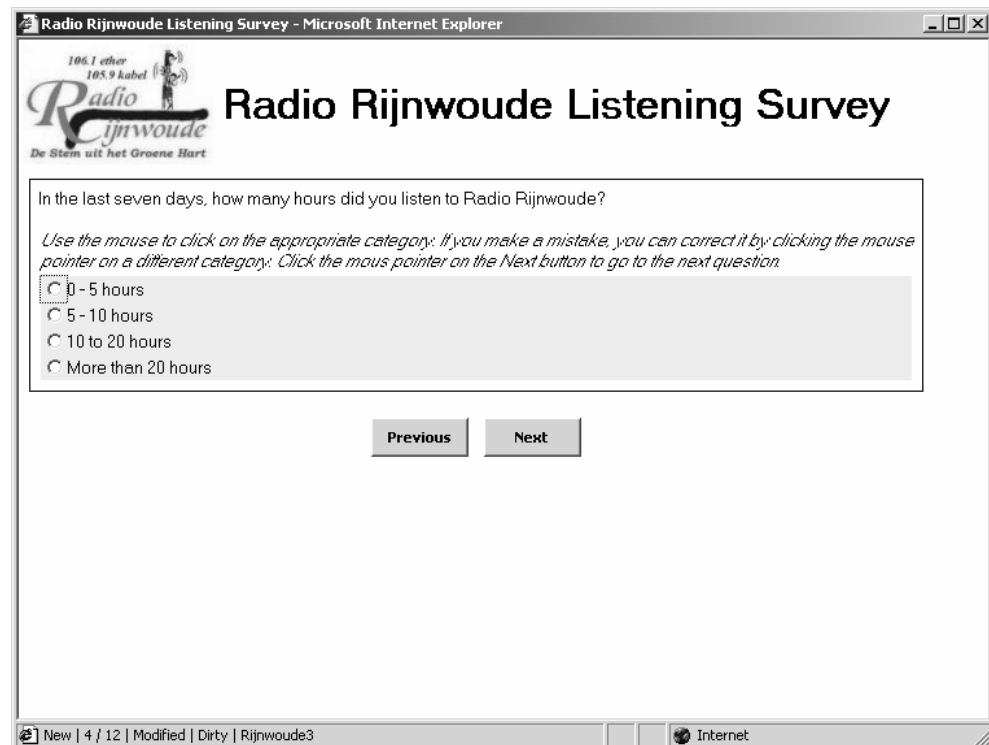 Radio Rijnwoude Listening Survey - Microsoft Internet Explorer
106.1 ether
105.9 kabel
Radio
Rijnwoude
De Stem uit het Groene Hart
Radio Rijnwoude Listening Survey
In the last seven days, how many hours did you listen to Radio Rijnwoude?
Use the mouse to click on the appropriate category. If you make a mistake, you can correct it by clicking the mouse
pointer on a different category. Click the mous pointer on the Next button to go to the next question.
0 - 5 hours
5 - 10 hours
10 to 20 hours
More than 20 hours
Previous Next
New | 4 / 12 | Modified | Dirty | Rijnwoude3 Internet